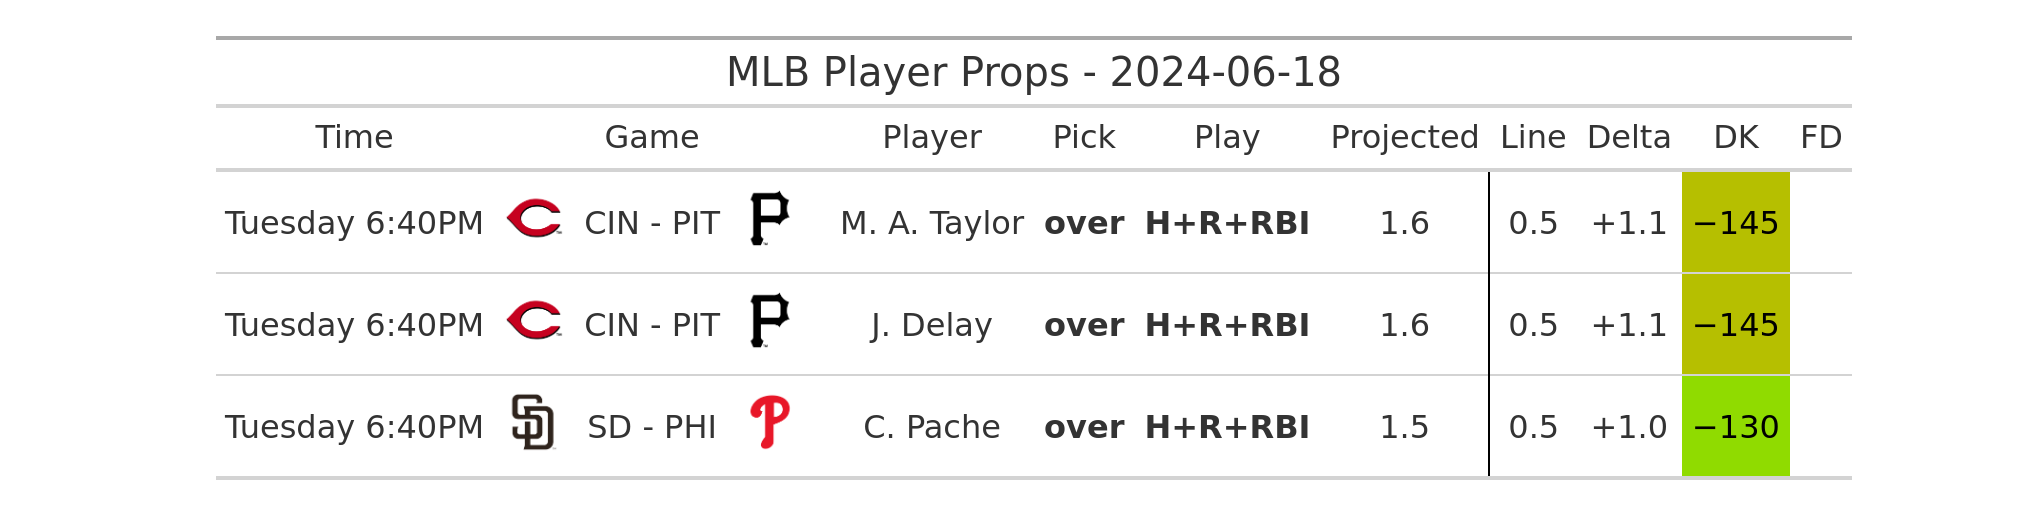 MLB Player Props - 2024-06-18
Time Game Player Pick Play Projected Line Delta DK FD
Tuesday 6:40PM C CIN - PIT P M. A. Taylor over H+R+RBI 1.6 0.5 +1.1 −145
Tuesday 6:40PM C CIN - PIT P J. Delay over H+R+RBI 1.6 0.5 +1.1 −145
Tuesday 6:40PM SD SD - PHI P C. Pache over H+R+RBI 1.5 0.5 +1.0 −130